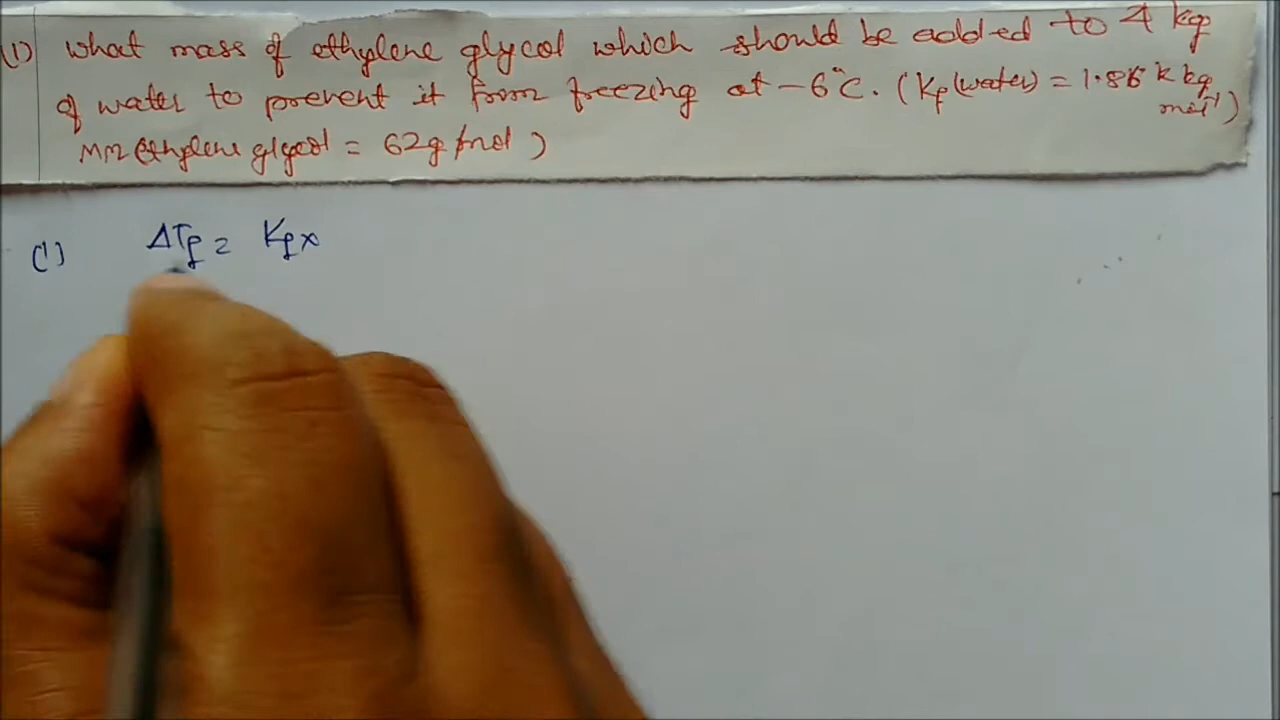 (1) What mass of ethylene glycol which should be added to 4 kg
of water to prevent it from freezing at -6°C. (Kf (water) = 1.86 K kg mol⁻¹)
MM (ethylene glycol = 62g/mol)
(1) ΔTf = Kf x